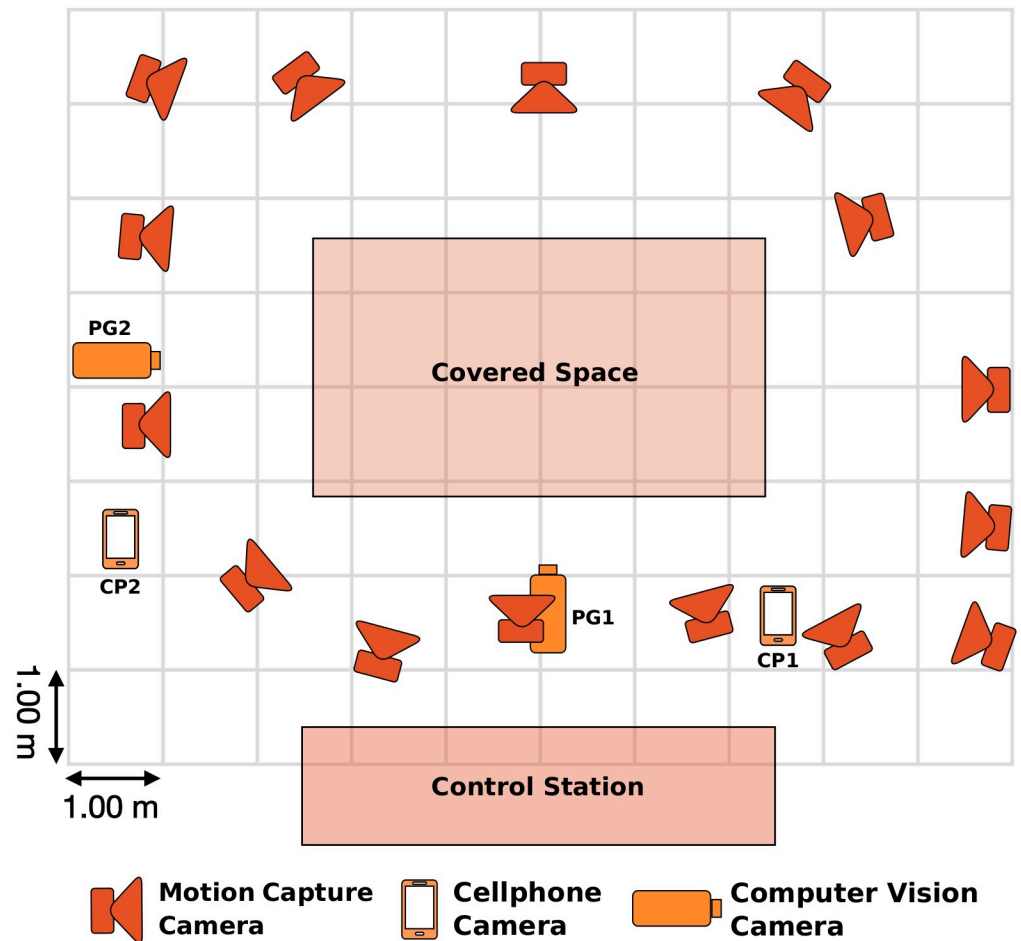 PG2
Covered Space
CP2
PG1
CP1
1.00 m
1.00 m
Control Station
Motion Capture
Camera
Cellphone
Camera
Computer Vision
Camera